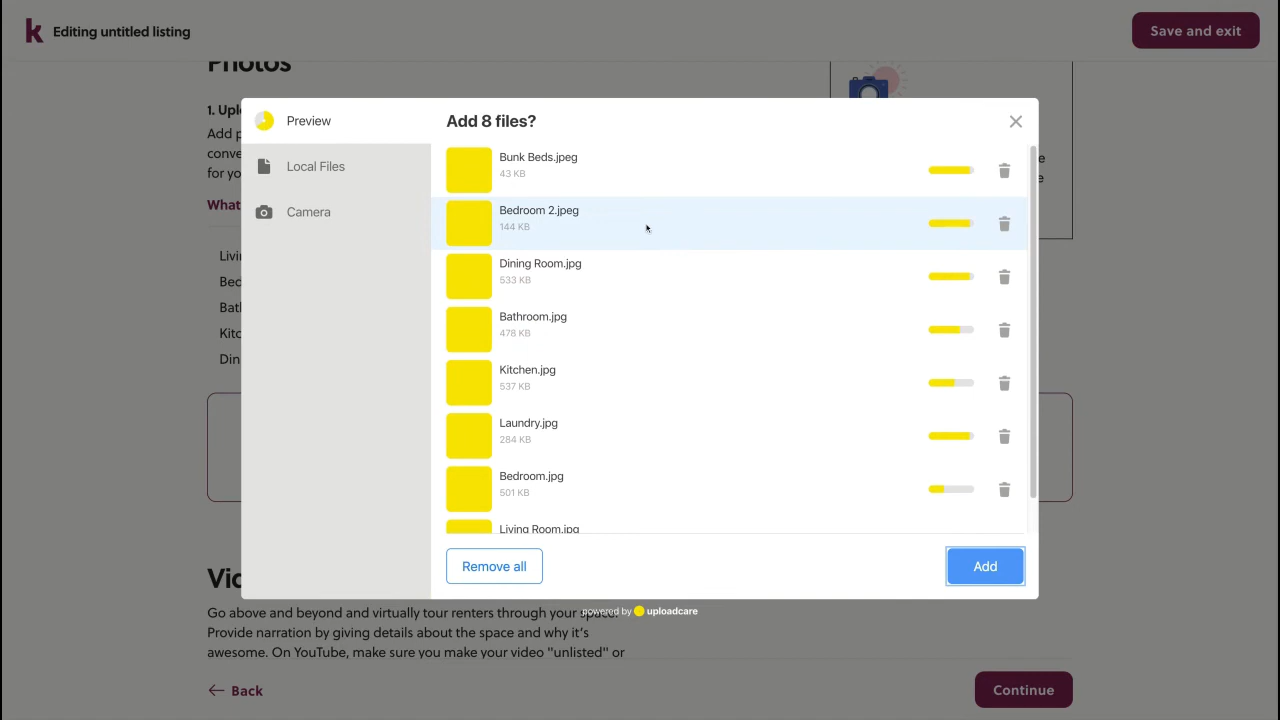 k Editing untitled listing
Save and exit
Photos
1. Uplo
Add p
conve
for yo
What
Livi
Bed
Bath
Kitc
Din
e
e
Preview
Local Files
Camera
Add 8 files?
Bunk Beds.jpeg
43 KB
Bedroom 2.jpeg
144 KB
Dining Room.jpg
533 KB
Bathroom.jpg
478 KB
Kitchen.jpg
537 KB
Laundry.jpg
284 KB
Bedroom.jpg
501 KB
Living Room.jpg
Remove all
Add
powered by uploadcare
Vid
Go above and beyond and virtually tour renters through your space.
Provide narration by giving details about the space and why it's
awesome. On YouTube, make sure you make your video "unlisted" or
Back
Continue